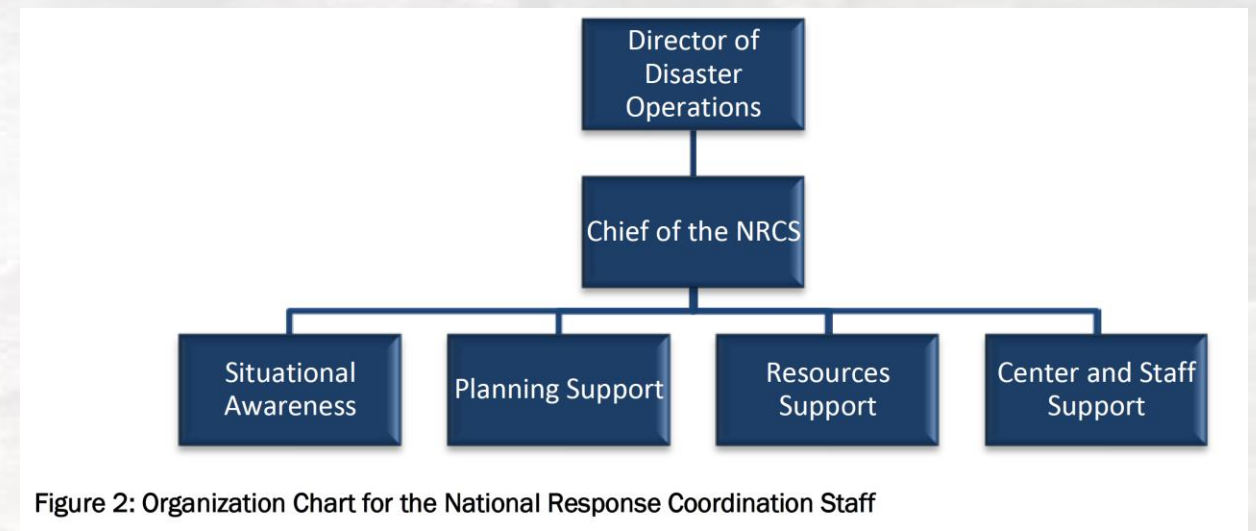 Director of
Disaster
Operations
Chief of the NRCS
Situational
Awareness
Planning Support
Resources
Support
Center and Staff
Support
Figure 2: Organization Chart for the National Response Coordination Staff